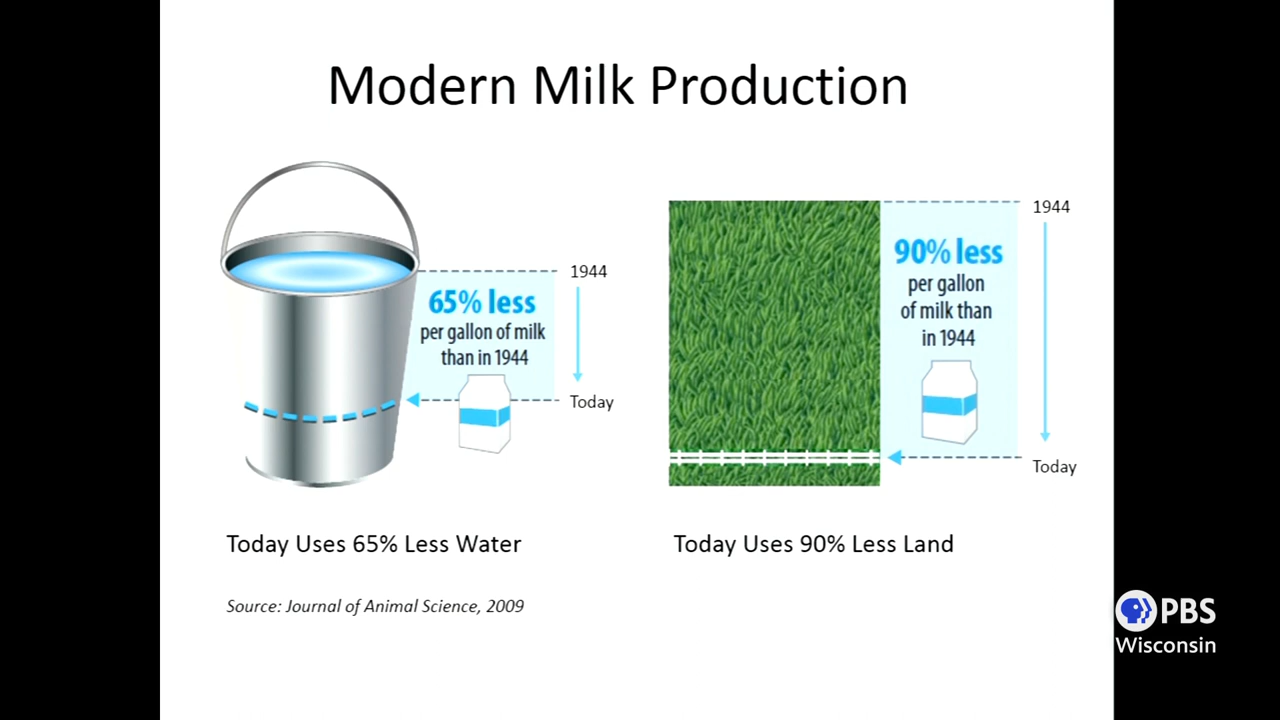 Modern Milk Production
1944
65% less
per gallon of milk
than in 1944
Today
1944
90% less
per gallon
of milk than
in 1944
Today
Today Uses 65% Less Water
Today Uses 90% Less Land
Source: Journal of Animal Science, 2009
PBS
Wisconsin